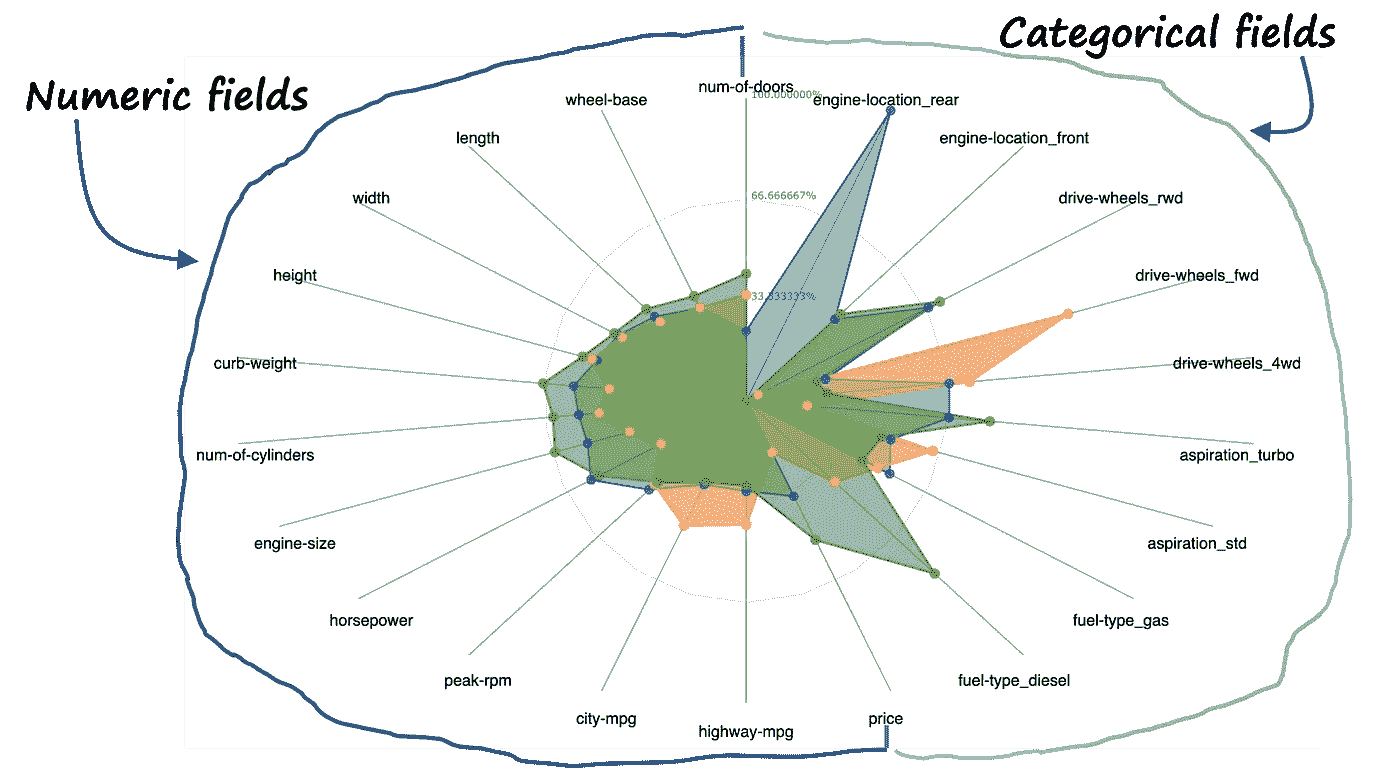 Categorical fields
Numeric fields
num-of-doors
100.000000%
wheel-base
engine-location_rear
length
engine-location_front
width
drive-wheels_rwd
66.666667%
height
drive-wheels_fwd
33.333333%
curb-weight
drive-wheels_4wd
num-of-cylinders
aspiration_turbo
engine-size
aspiration_std
horsepower
fuel-type_gas
peak-rpm
fuel-type_diesel
city-mpg
price
highway-mpg